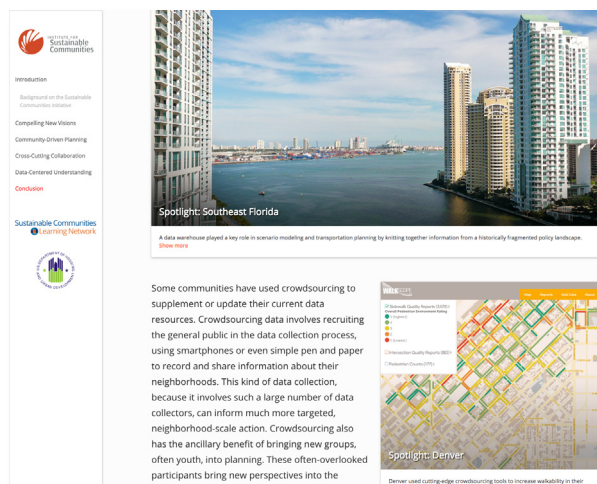 INSTITUTE FOR
Sustainable
Communities
Introduction
Background on the Sustainable
Communities Initiative
Compelling New Visions
Community-Driven Planning
Cross-Cutting Collaboration
Data-Centered Understanding
Conclusion
Sustainable Communities
Learning Network
Spotlight: Southeast Florida
A data warehouse played a key role in scenario modeling and transportation planning by knitting together information from a historically fragmented policy landscape.
Show more
Some communities have used crowdsourcing to
supplement or update their current data
resources. Crowdsourcing data involves recruiting
the general public in the data collection process,
using smartphones or even simple pen and paper
to record and share information about their
neighborhoods. This kind of data collection,
because it involves such a large number of data
collectors, can inform much more targeted,
neighborhood-scale action. Crowdsourcing also
has the ancillary benefit of bringing new groups,
often youth, into planning. These often-overlooked
participants bring new perspectives into the
WALKSCOPE
Sidewalk Quality Reports
Overall Pedestrian Environment Rating
Intersection Quality Reports
Pedestrian Counts
Spotlight: Denver
Denver used cutting-edge crowdsourcing tools to increase walkability in their